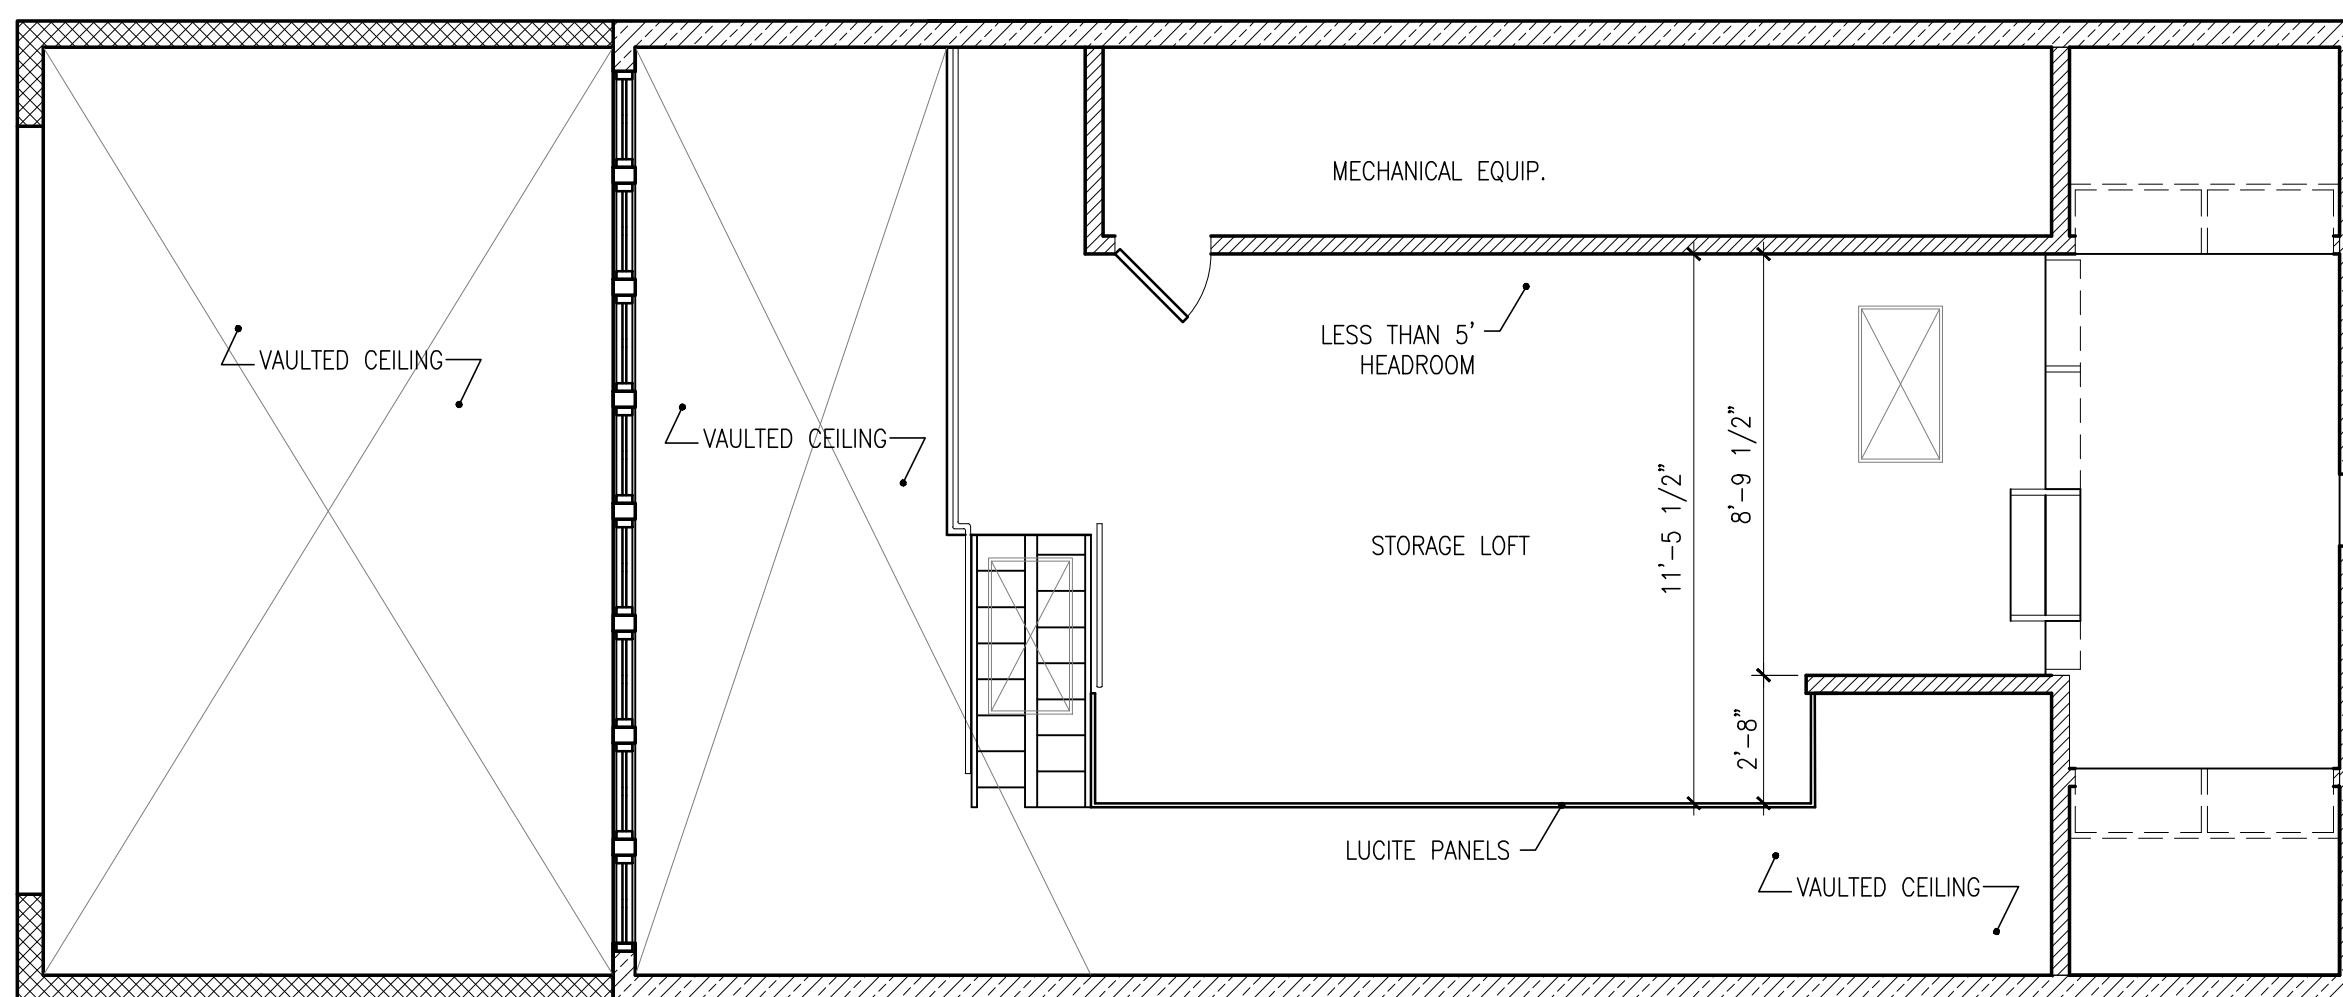 MECHANICAL EQUIP.
LESS THAN 5'
HEADROOM
VAULTED CEILING
VAULTED CEILING
8'-9 1/2"
11'-5 1/2"
STORAGE LOFT
2'-8"
LUCITE PANELS
VAULTED CEILING